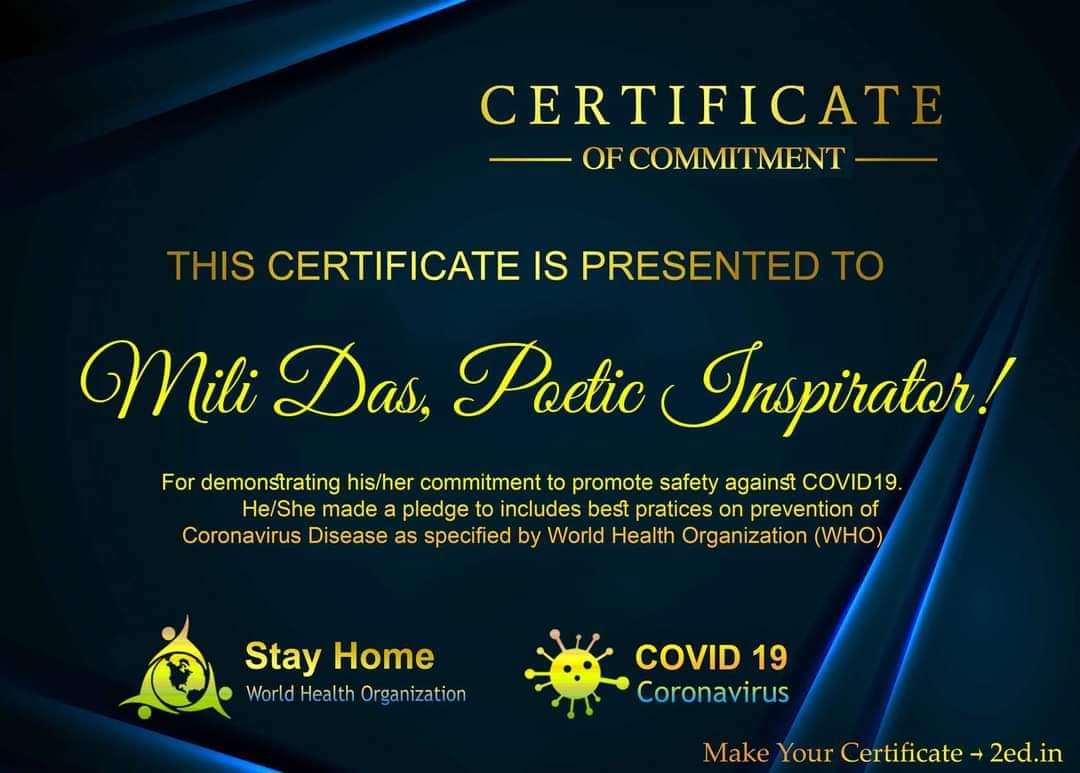 CERTIFICATE
OF COMMITMENT
THIS CERTIFICATE IS PRESENTED TO
Mili Das, Poetic Inspirator!
For demonstrating his/her commitment to promote safety against COVID19.
He/She made a pledge to includes best pratices on prevention of
Coronavirus Disease as specified by World Health Organization (WHO)
Stay Home
World Health Organization
COVID 19
Coronavirus
Make Your Certificate → 2ed.in